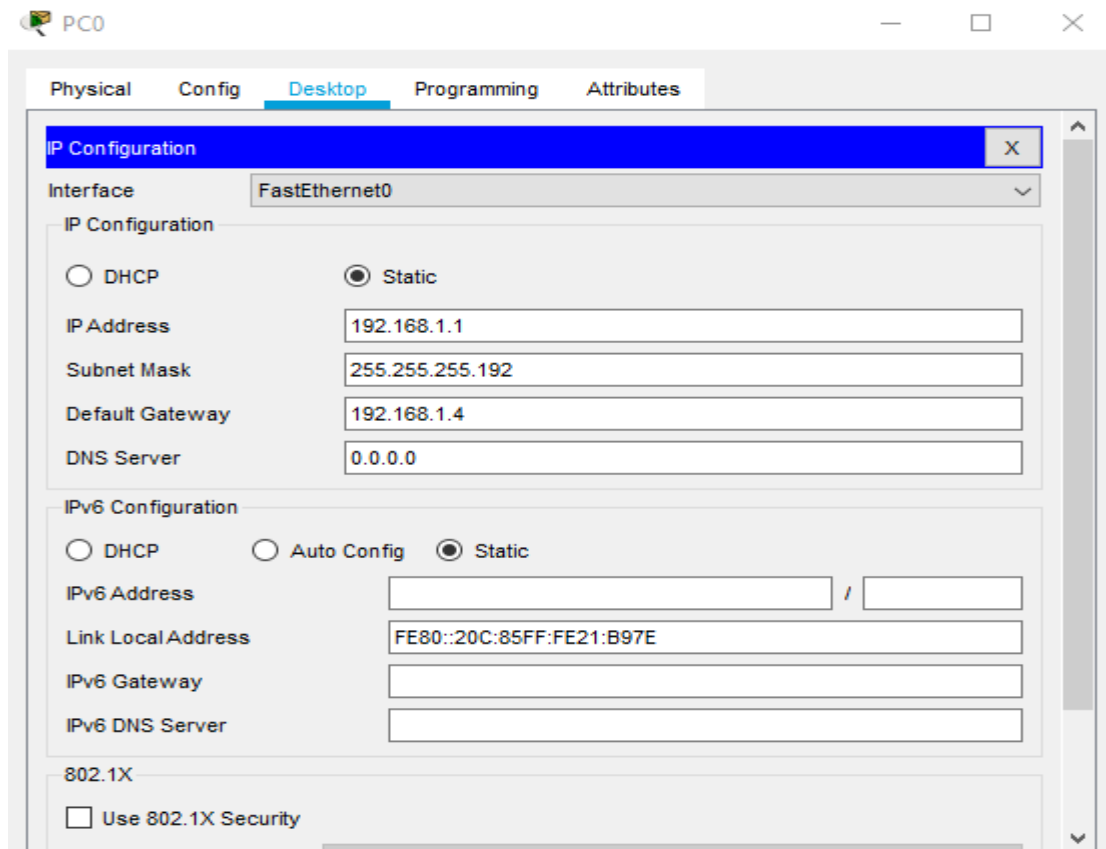 PC0
Physical Config Desktop Programming Attributes
IP Configuration X
Interface FastEthernet0
IP Configuration
DHCP Static
IP Address 192.168.1.1
Subnet Mask 255.255.255.192
Default Gateway 192.168.1.4
DNS Server 0.0.0.0
IPv6 Configuration
DHCP Auto Config Static
IPv6 Address /
Link Local Address FE80::20C:85FF:FE21:B97E
IPv6 Gateway
IPv6 DNS Server
802.1X
Use 802.1X Security